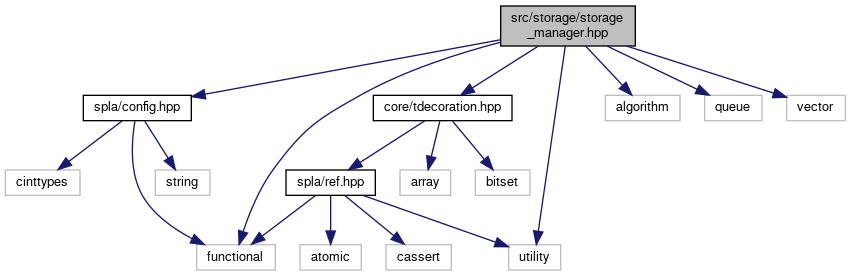 src/storage/storage
_manager.hpp
spla/config.hpp
core/tdecoration.hpp
algorithm
queue
vector
cinttypes
string
spla/ref.hpp
array
bitset
functional
atomic
cassert
utility